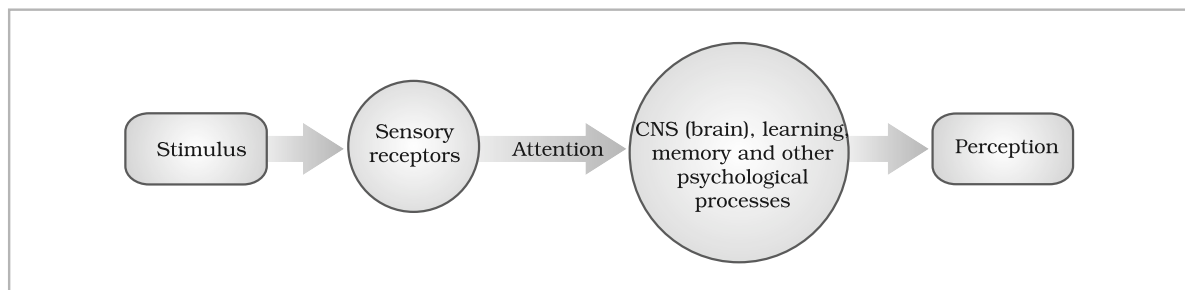 Stimulus
Sensory
receptors
Attention
CNS (brain), learning,
memory and other
psychological
processes
Perception